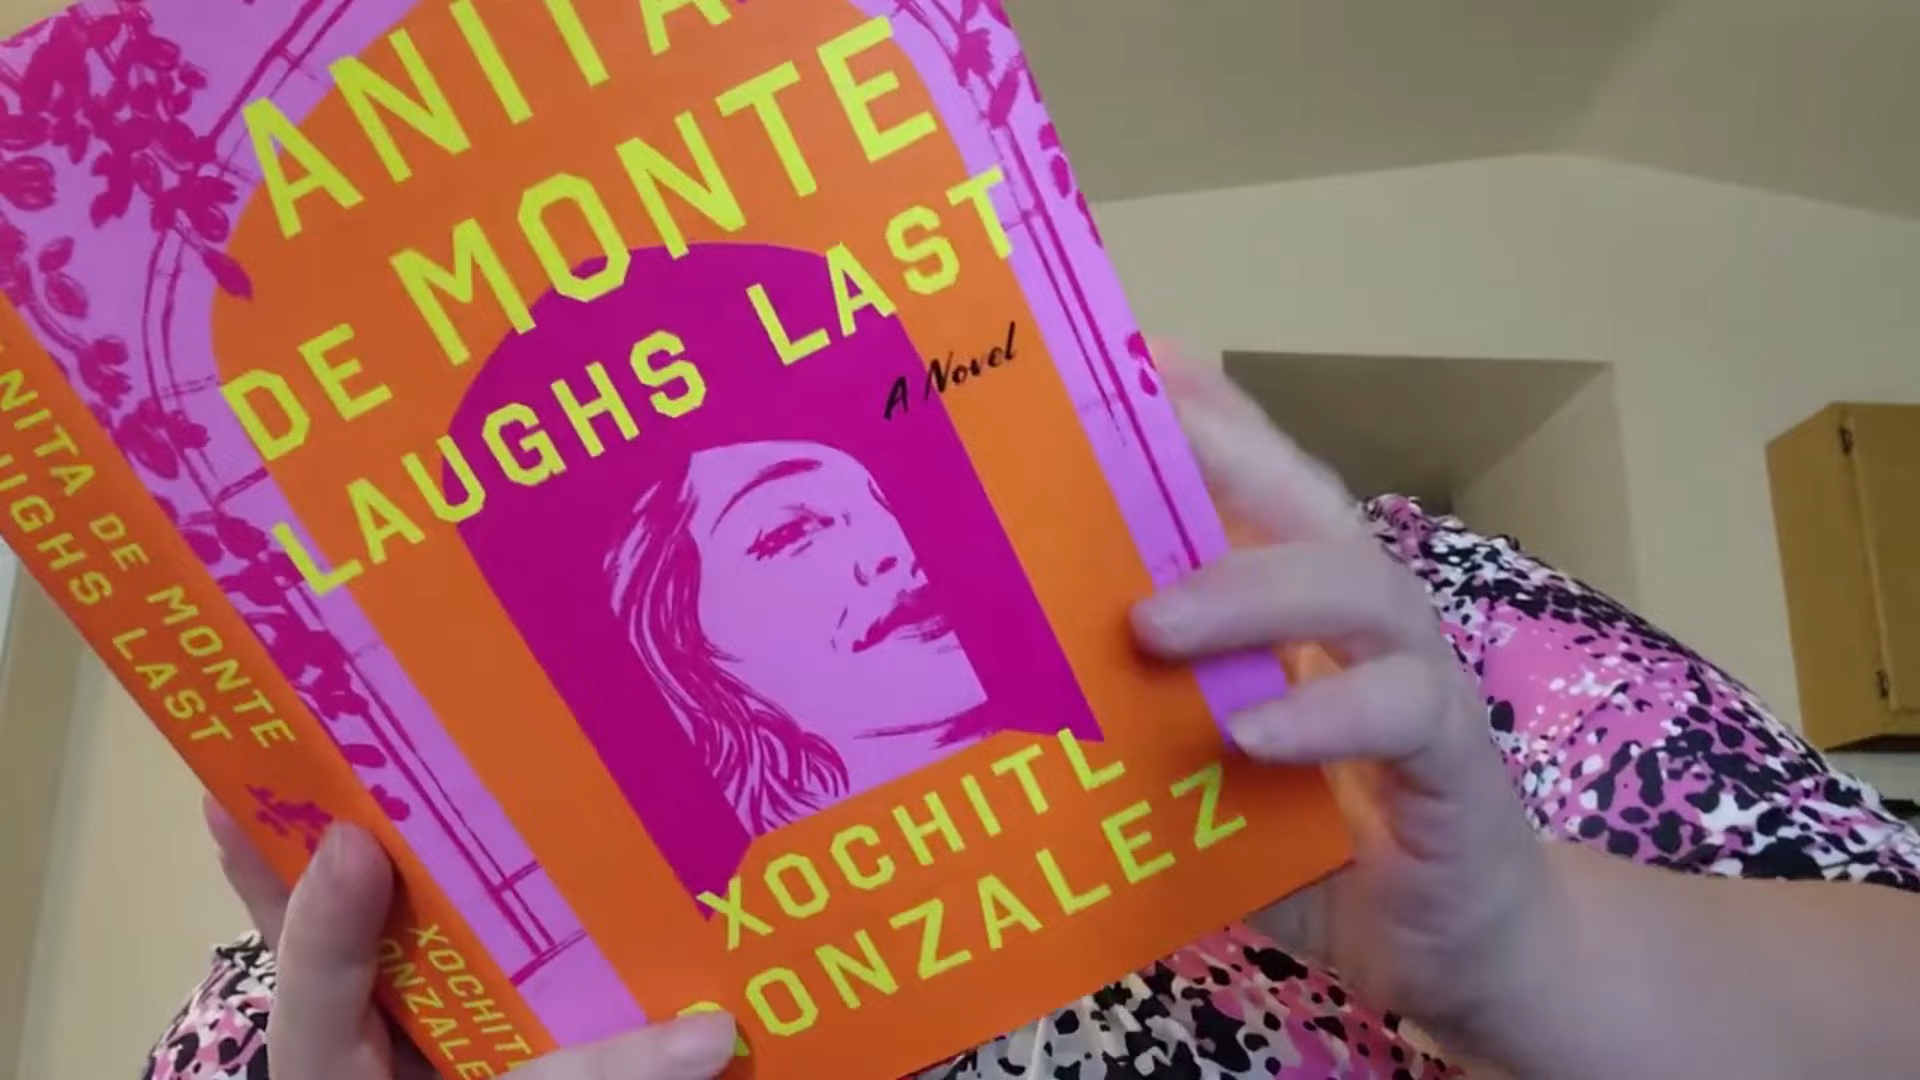 ANITA
DE MONTE
LAUGHS LAST
A Novel
XOCHITL
GONZALEZ
ANITA DE MONTE
LAUGHS LAST
XOCHITL
GONZALEZ